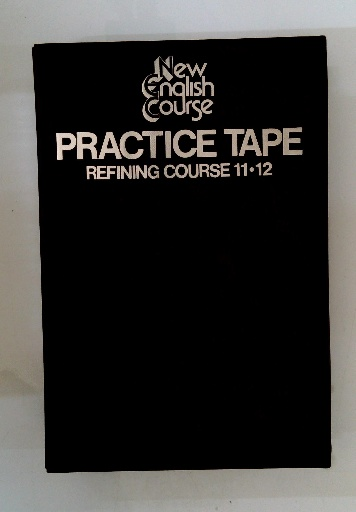 New
English
Course
PRACTICE TAPE
REFINING COURSE 11•12